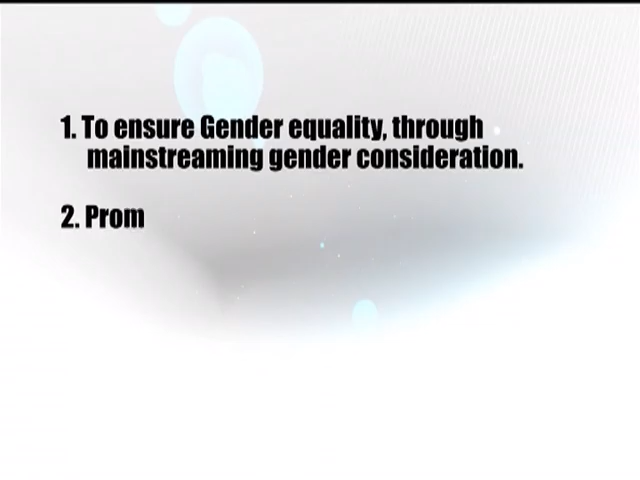 1. To ensure Gender equality, through
mainstreaming gender consideration.
2. Prom